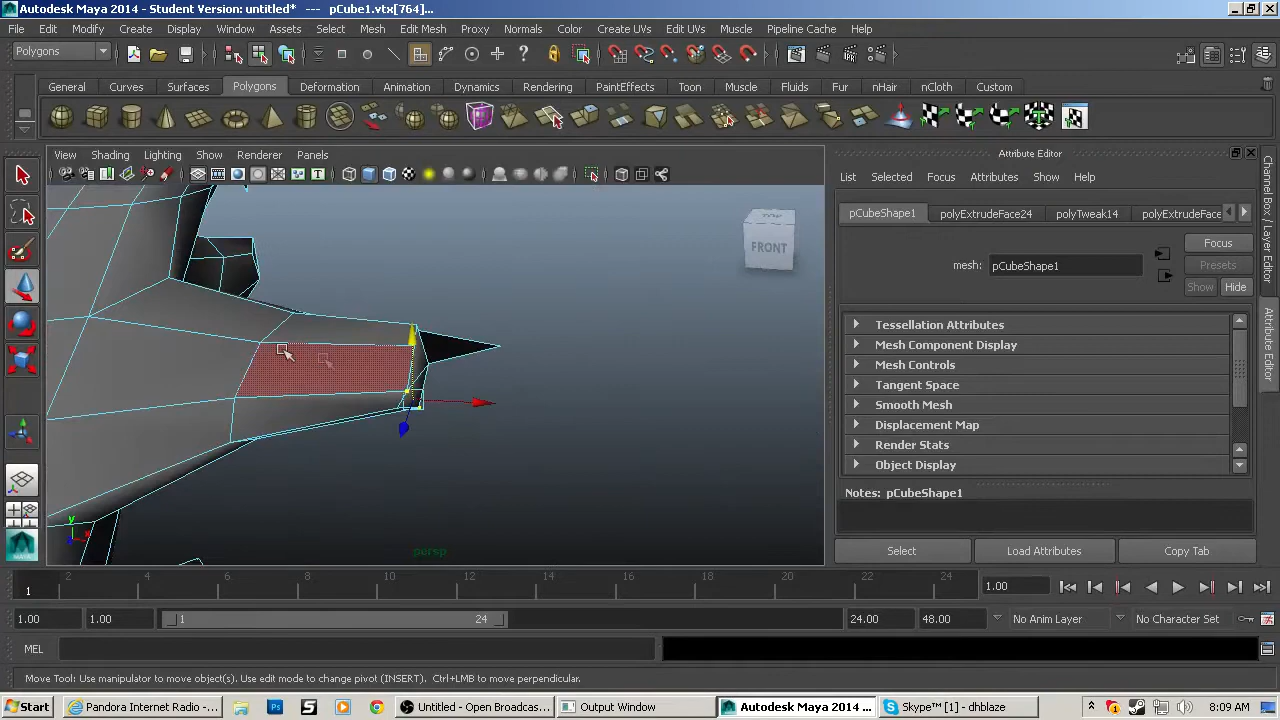 Autodesk Maya 2014 - Student Version: untitled*   ---   pCube1.vtx[764]...
File Edit Modify Create Display Window Assets Select Mesh Edit Mesh Proxy Normals Color Create UVs Edit UVs Muscle Pipeline Cache Help
Polygons
General Curves Surfaces Polygons Deformation Animation Dynamics Rendering PaintEffects Toon Muscle Fluids Fur nHair nCloth Custom
View Shading Lighting Show Renderer Panels
Attribute Editor
List Selected Focus Attributes Show Help
pCubeShape1 polyExtrudeFace24 polyTweak14 polyExtrudeFace
mesh: pCubeShape1
Focus
Presets
Show Hide
TOP
FRONT
Tessellation Attributes
Mesh Component Display
Mesh Controls
Tangent Space
Smooth Mesh
Displacement Map
Render Stats
Object Display
Notes: pCubeShape1
Select Load Attributes Copy Tab
Channel Box / Layer Editor
Attribute Editor
y
x
persp
2 4 6 8 10 12 14 16 18 20 22 24
1
1.00
1.00 1.00 1 24 24.00 48.00 No Anim Layer No Character Set
MEL
Move Tool: Use manipulator to move object(s). Use edit mode to change pivot (INSERT). Ctrl+LMB to move perpendicular.
Start Pandora Internet Radio - ... Untitled - Open Broadcas... Output Window Autodesk Maya 2014 ... Skype™ [1] - dhblaze 8:09 AM